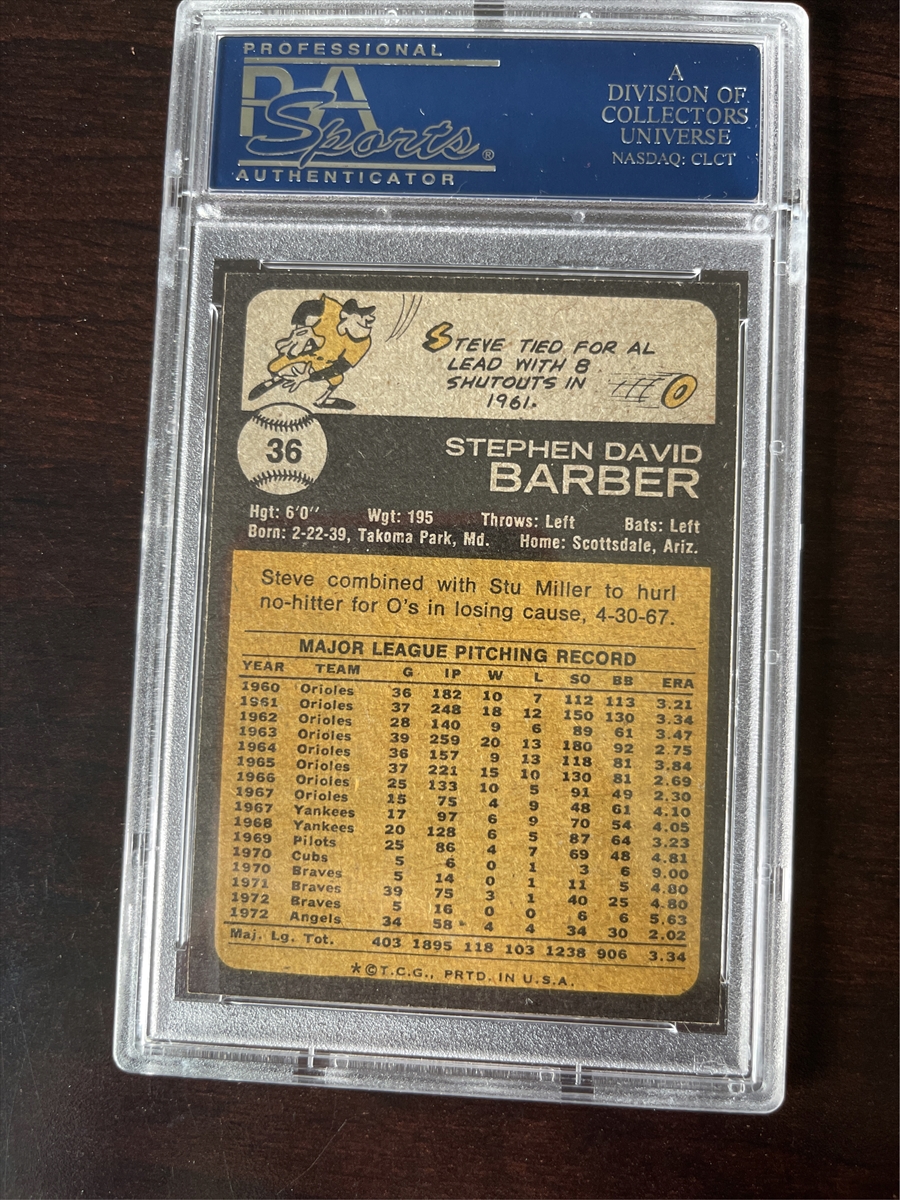 PROFESSIONAL
PSA
Sports®
AUTHENTICATOR
A
DIVISION OF
COLLECTORS
UNIVERSE
NASDAQ: CLCT
STEVE TIED FOR AL
LEAD WITH 8
SHUTOUTS IN
1961.
36
STEPHEN DAVID
BARBER
Hgt: 6'0" Wgt: 195 Throws: Left Bats: Left
Born: 2-22-39, Takoma Park, Md. Home: Scottsdale, Ariz.
Steve combined with Stu Miller to hurl
no-hitter for O's in losing cause, 4-30-67.
MAJOR LEAGUE PITCHING RECORD
YEAR TEAM G IP W L SO BB ERA
1960 Orioles 36 182 10 7 112 113 3.21
1961 Orioles 37 248 18 12 150 130 3.34
1962 Orioles 28 140 9 6 89 61 3.47
1963 Orioles 39 259 20 13 180 92 2.75
1964 Orioles 36 157 9 13 118 81 3.84
1965 Orioles 37 221 15 10 130 81 2.69
1966 Orioles 25 133 10 5 91 49 2.30
1967 Orioles 15 75 4 9 48 61 4.10
1967 Yankees 17 97 6 9 70 54 4.05
1968 Yankees 20 128 6 5 87 64 3.23
1969 Pilots 25 86 4 7 69 48 4.81
1970 Cubs 5 6 0 1 3 6 9.00
1970 Braves 5 14 0 1 11 5 4.80
1971 Braves 39 75 3 1 40 25 4.80
1972 Braves 5 16 0 0 6 6 5.63
1972 Angels 34 58 4 4 34 30 2.02
Maj. Lg. Tot. 403 1895 118 103 1238 906 3.34
*©T.C.G., PRTD. IN U.S.A.